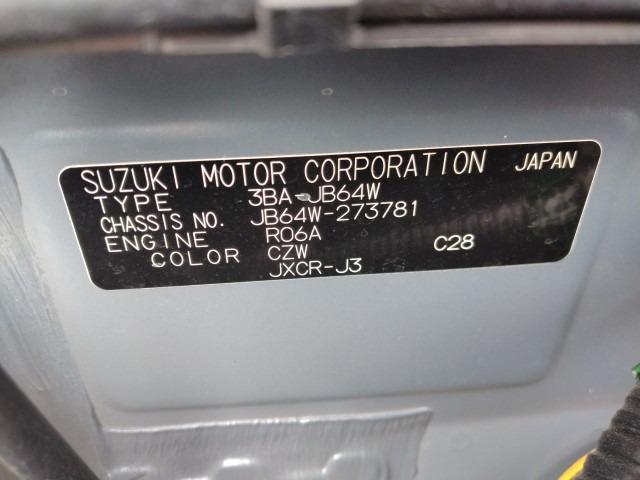 SUZUKI MOTOR CORPORATION JAPAN
TYPE 3BA-JB64W
CHASSIS NO. JB64W-273781
ENGINE R06A
COLOR CZW C28
JXCR-J3